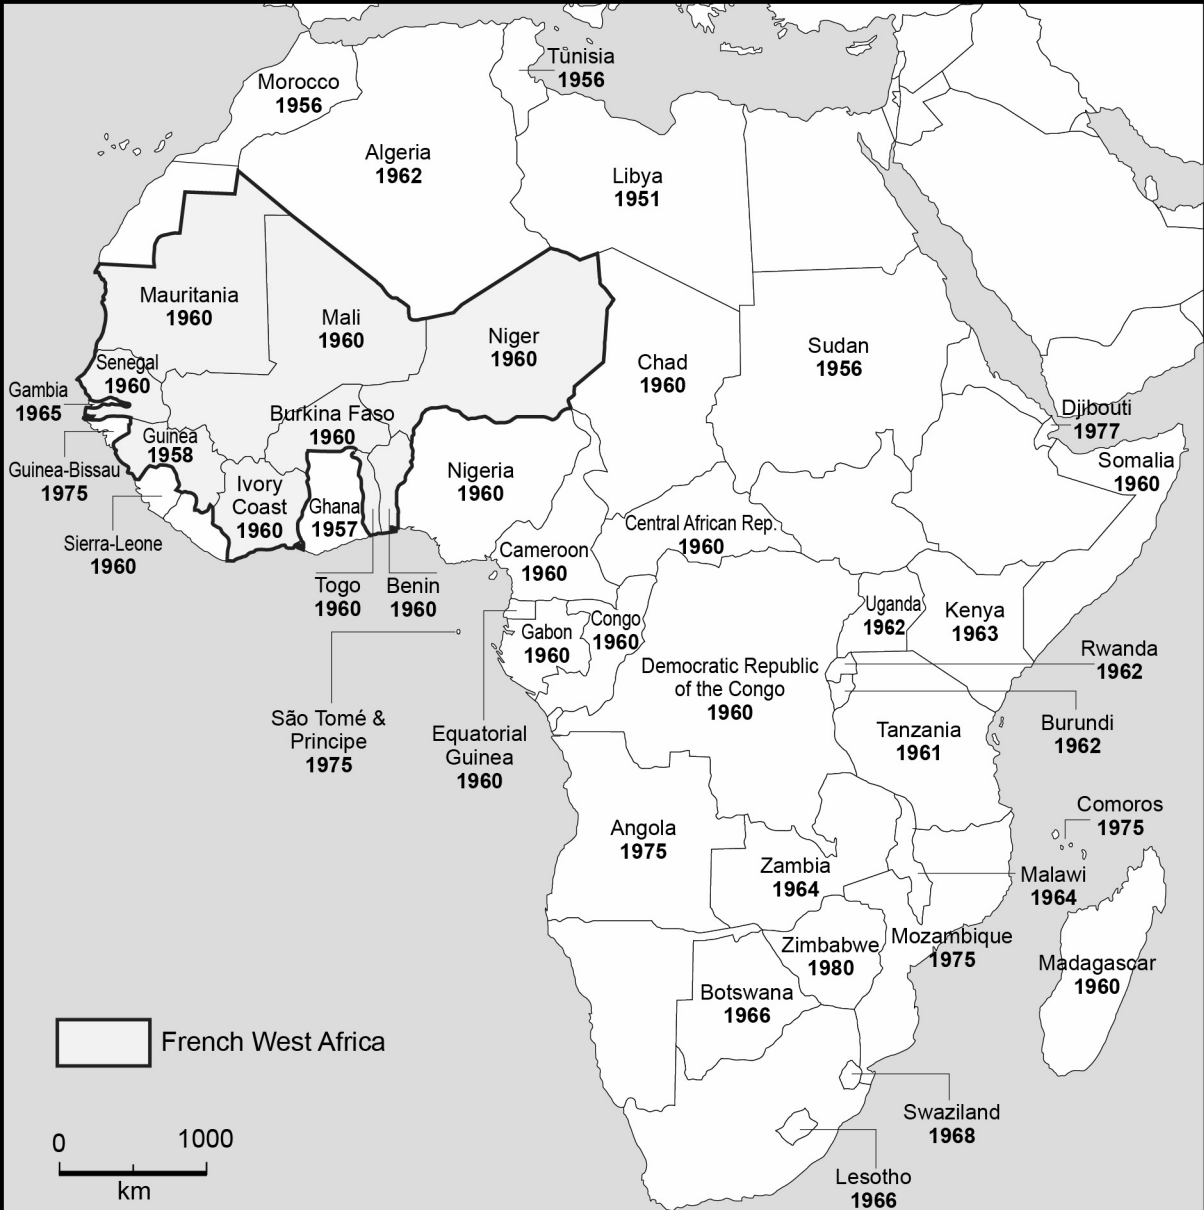 Tunisia
1956
Morocco
1956
Algeria
1962
Libya
1951
Mauritania
1960
Mali
1960
Niger
1960
Chad
1960
Sudan
1956
Senegal
1960
Gambia
1965
Burkina Faso
1960
Djibouti
1977
Guinea
1958
Guinea-Bissau
1975
Nigeria
1960
Somalia
1960
Ivory
Coast
1960
Ghana
1957
Sierra-Leone
1960
Central African Rep.
1960
Cameroon
1960
Togo
1960
Benin
1960
Uganda
1962
Kenya
1963
Gabon
1960
Congo
1960
Rwanda
1962
Democratic Republic
of the Congo
1960
São Tomé &
Principe
1975
Equatorial
Guinea
1960
Tanzania
1961
Burundi
1962
Angola
1975
Comoros
1975
Zambia
1964
Malawi
1964
Mozambique
1975
Zimbabwe
1980
Madagascar
1960
Botswana
1966
French West Africa
Swaziland
1968
0 1000
km
Lesotho
1966